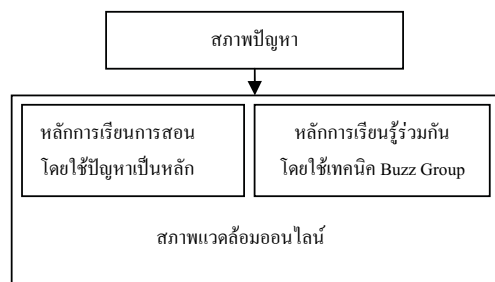 สภาพปัญหา
หลักการเรียนการสอน
โดยใช้ปัญหาเป็นหลัก
หลักการเรียนรู้ร่วมกัน
โดยใช้เทคนิค Buzz Group
สภาพแวดล้อมออนไลน์